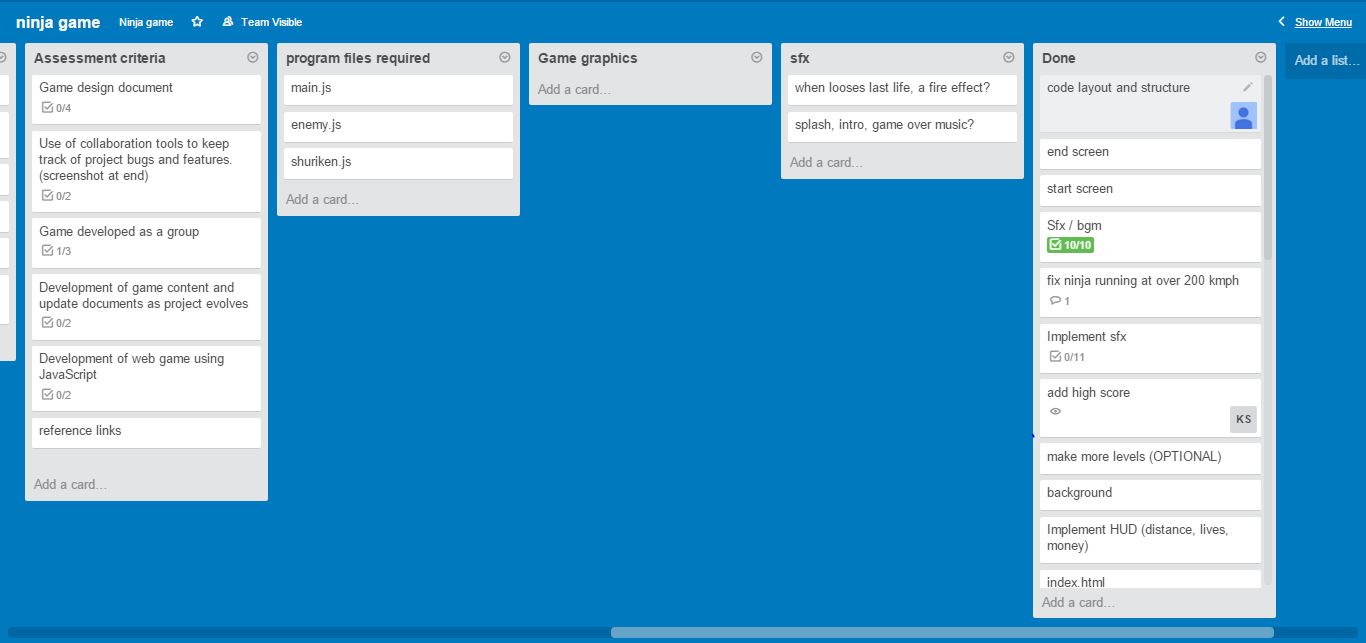 ninja game
Ninja game
Team Visible
Show Menu
Assessment criteria
Game design document
0/4
Use of collaboration tools to keep
track of project bugs and features.
(screenshot at end)
0/2
Game developed as a group
1/3
Development of game content and
update documents as project evolves
0/2
Development of web game using
JavaScript
0/2
reference links
Add a card...
program files required
main.js
enemy.js
shuriken.js
Add a card...
Game graphics
Add a card...
sfx
when looses last life, a fire effect?
splash, intro, game over music?
Add a card...
Done
code layout and structure
end screen
start screen
Sfx / bgm
10/10
fix ninja running at over 200 kmph
1
Implement sfx
0/11
add high score
KS
make more levels (OPTIONAL)
background
Implement HUD (distance, lives,
money)
index.html
Add a card...
Add a list...